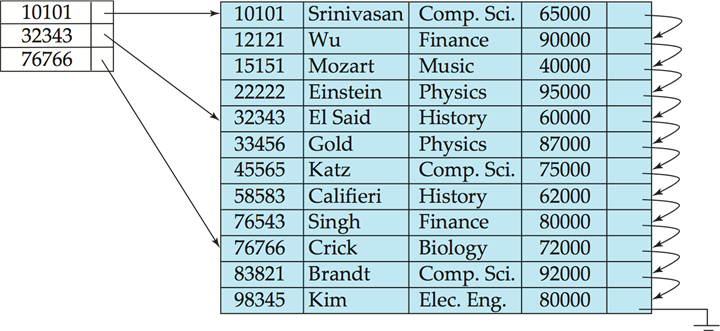 10101
32343
76766
10101 Srinivasan Comp. Sci. 65000
12121 Wu Finance 90000
15151 Mozart Music 40000
22222 Einstein Physics 95000
32343 El Said History 60000
33456 Gold Physics 87000
45565 Katz Comp. Sci. 75000
58583 Califieri History 62000
76543 Singh Finance 80000
76766 Crick Biology 72000
83821 Brandt Comp. Sci. 92000
98345 Kim Elec. Eng. 80000